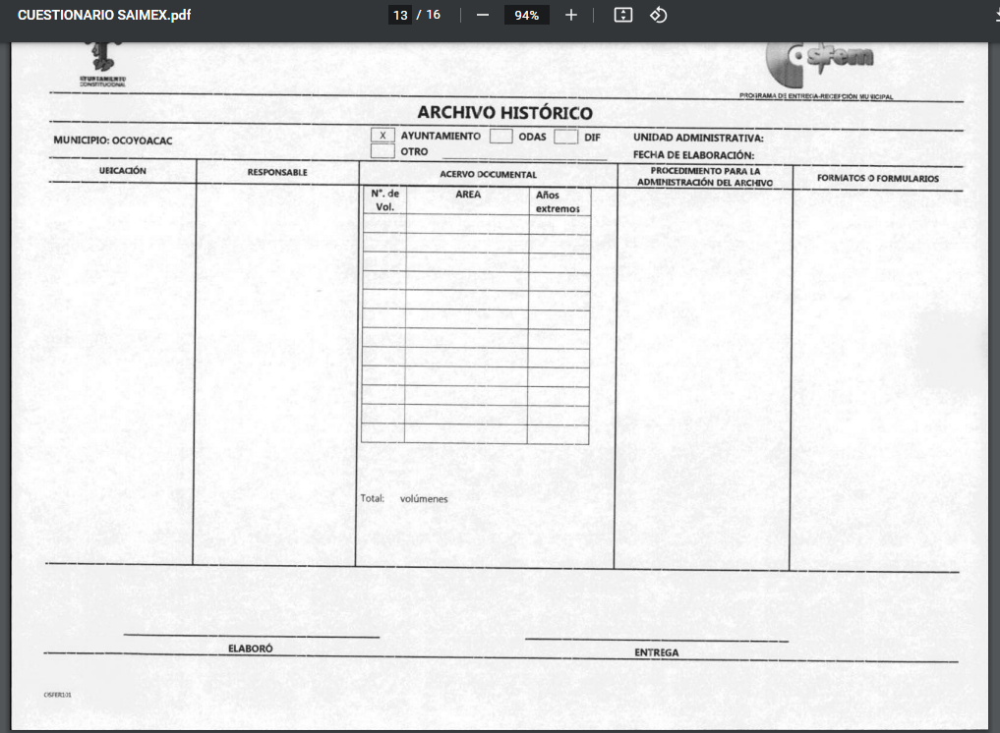 CUESTIONARIO SAIMEX.pdf
13 / 16
94%
AYUNTAMIENTO
CONSTITUCIONAL
Osfem
PROGRAMA DE ENTREGA-RECEPCIÓN MUNICIPAL
ARCHIVO HISTÓRICO
MUNICIPIO: OCOYOACAC
X AYUNTAMIENTO ODAS DIF
OTRO
UNIDAD ADMINISTRATIVA:
FECHA DE ELABORACIÓN:
UBICACIÓN
RESPONSABLE
ACERVO DOCUMENTAL
PROCEDIMIENTO PARA LA
ADMINISTRACIÓN DEL ARCHIVO
FORMATOS O FORMULARIOS
N°. de
Vol.
AREA
Años
extremos
Total: volúmenes
ELABORÓ
ENTREGA